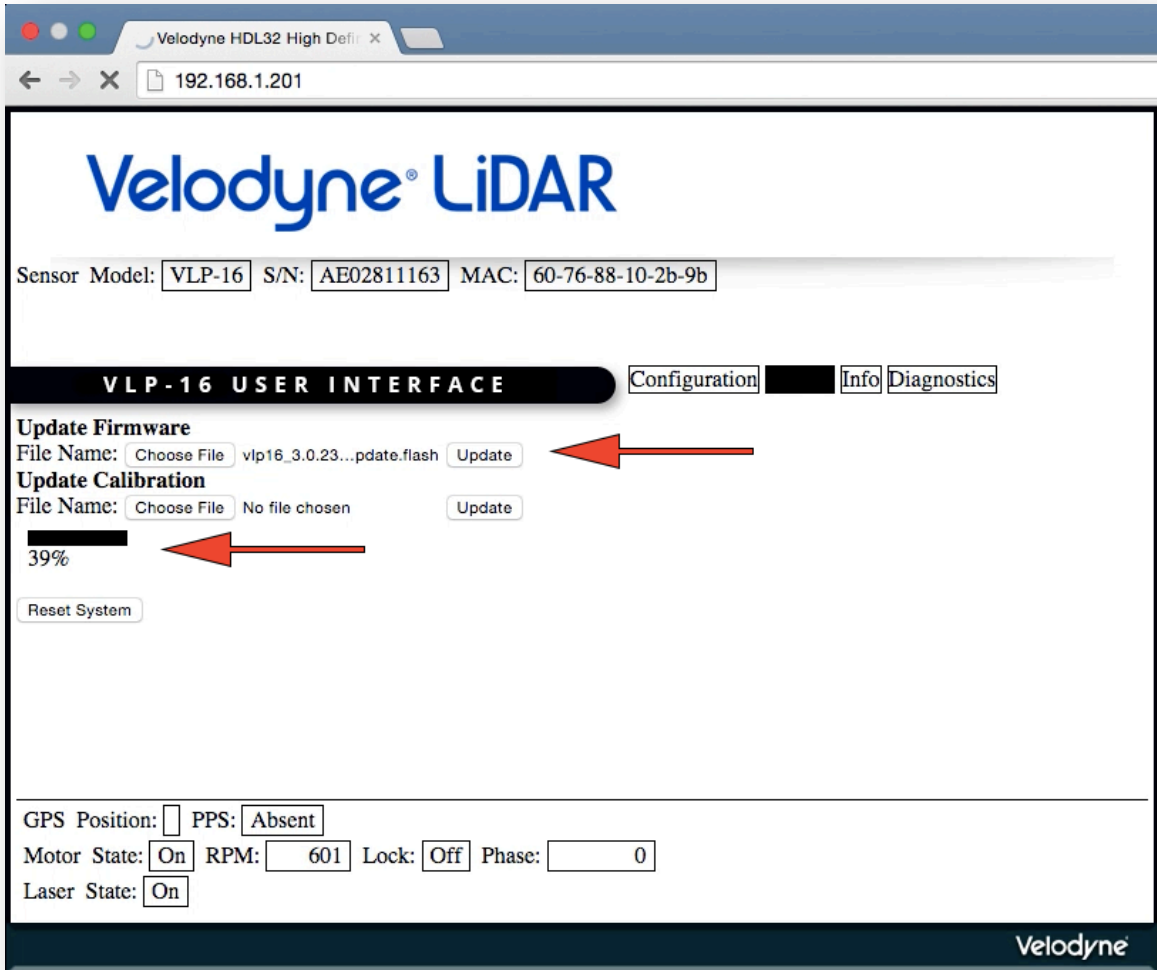 Velodyne HDL32 High Defin
192.168.1.201
Velodyne® LiDAR
Sensor Model: VLP-16 S/N: AE02811163 MAC: 60-76-88-10-2b-9b
VLP-16 USER INTERFACE Configuration Info Diagnostics
Update Firmware
File Name: Choose File vlp16_3.0.23...pdate.flash Update
Update Calibration
File Name: Choose File No file chosen Update
39%
Reset System
GPS Position: PPS: Absent
Motor State: On RPM: 601 Lock: Off Phase: 0
Laser State: On
Velodyne